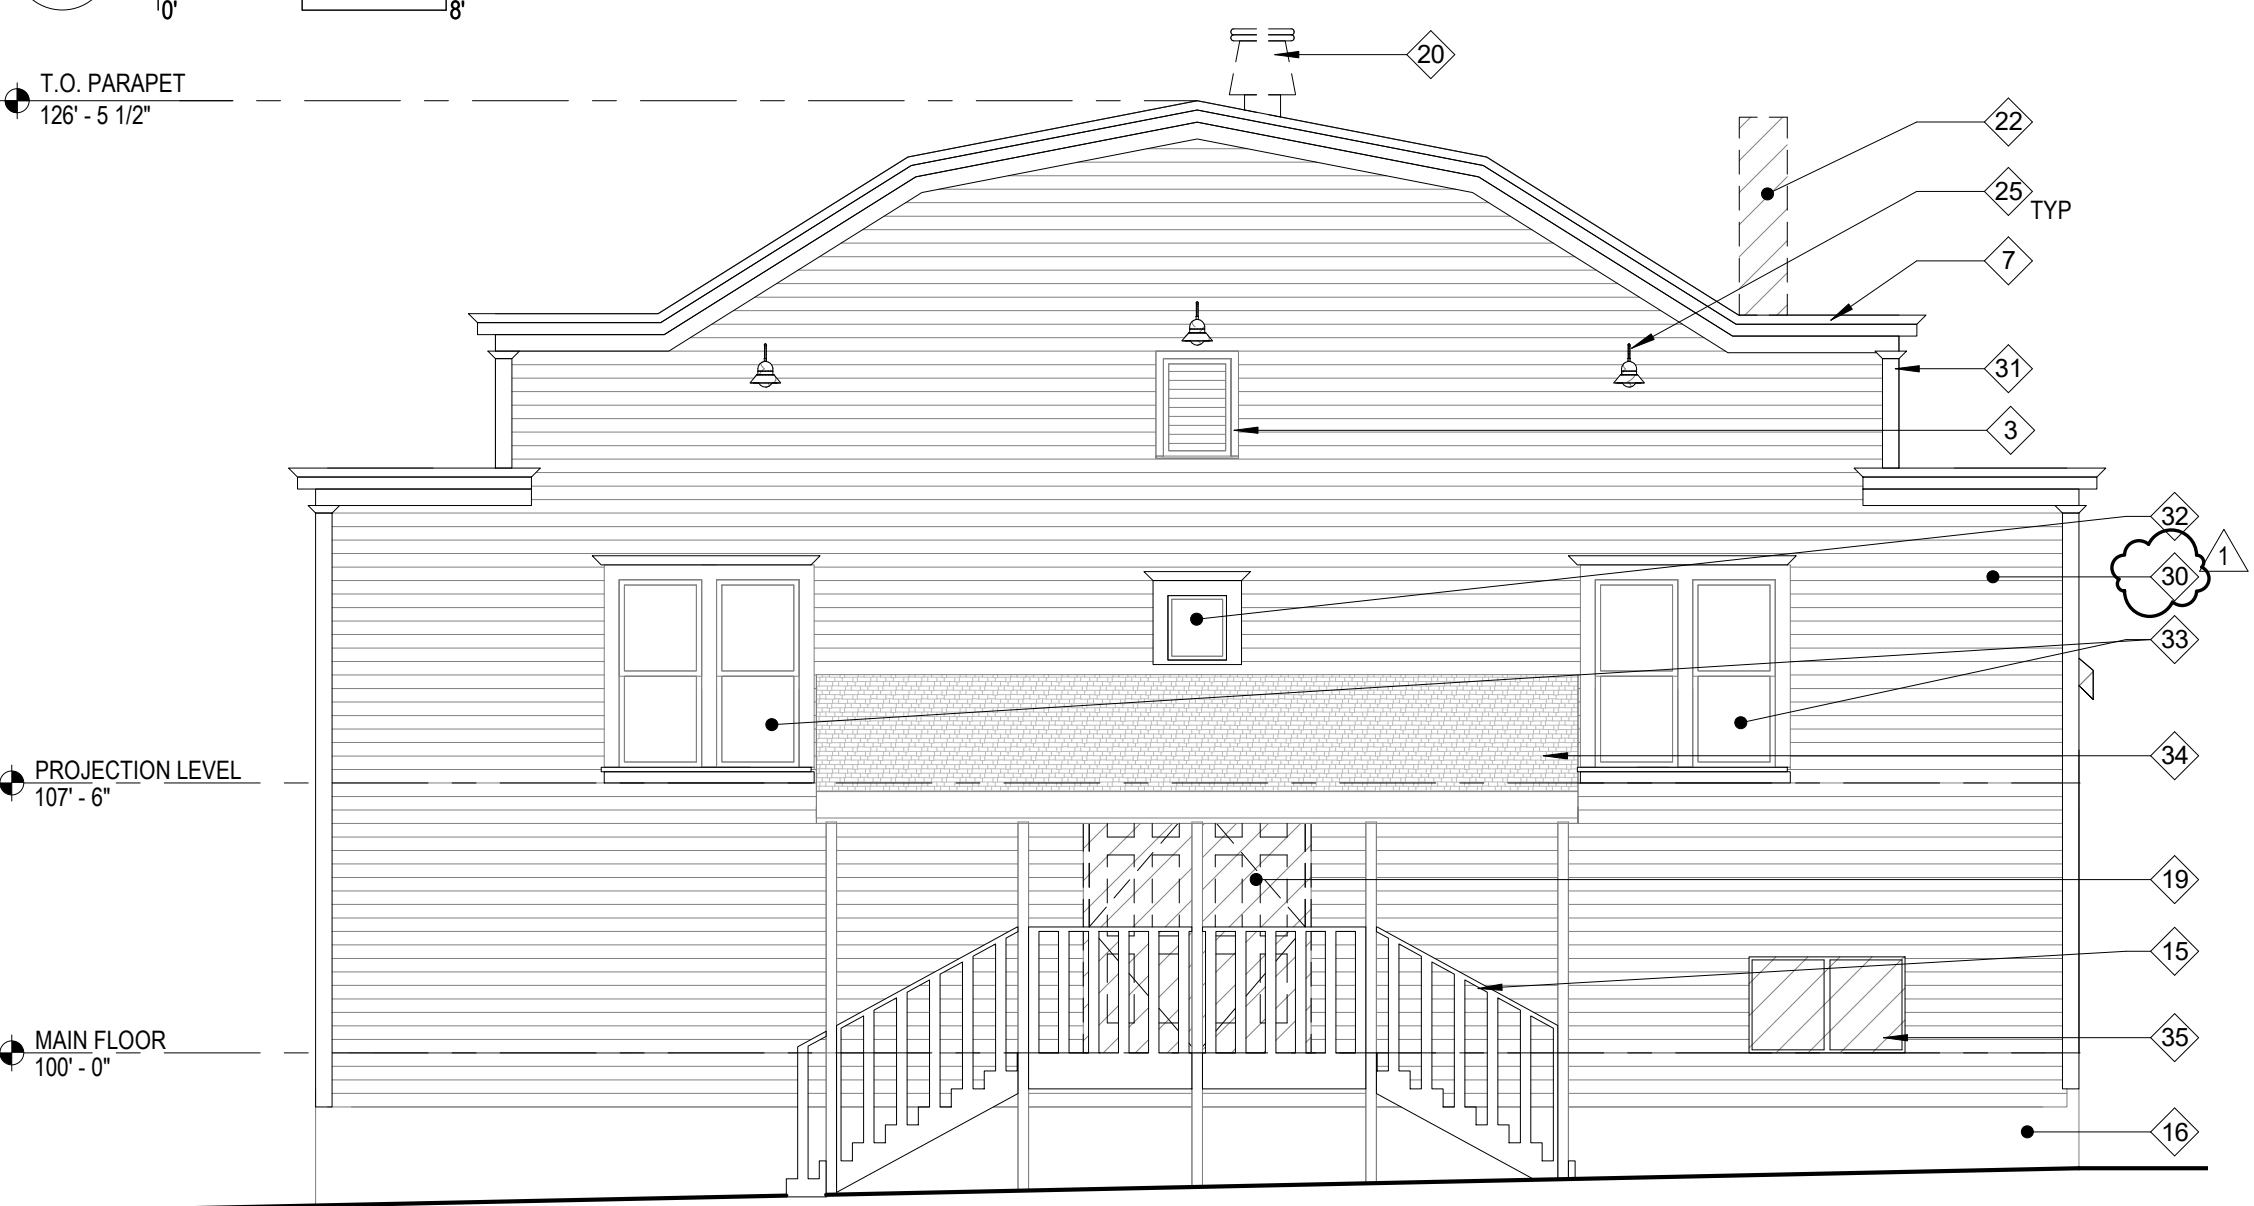 0'
8'
20
T.O. PARAPET
126' - 5 1/2"
22
25
TYP
7
31
3
32
1
30
33
34
PROJECTION LEVEL
107' - 6"
19
15
MAIN FLOOR
100' - 0"
35
16